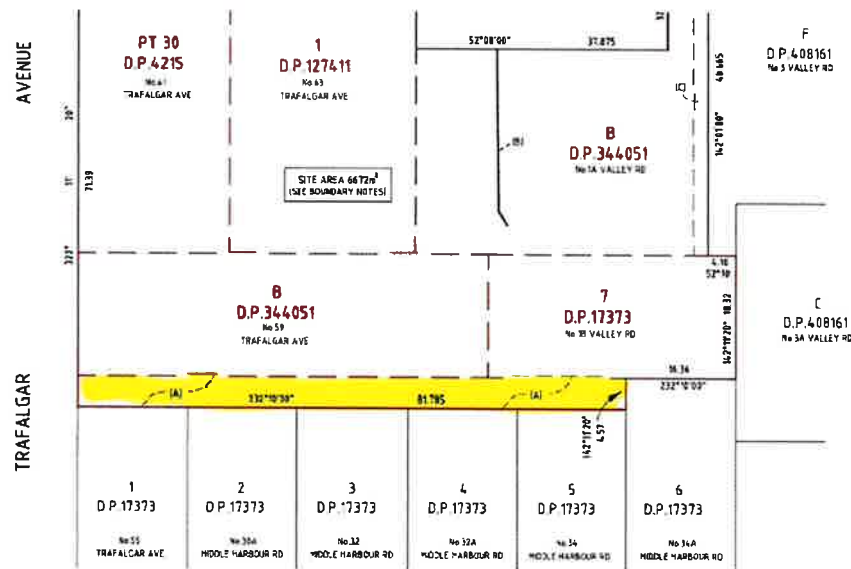 AVENUE
TRAFALGAR
PT 30
D.P.4215
No.61
TRAFALGAR AVE
1
D.P.127411
No 63
TRAFALGAR AVE
SITE AREA 6672m²
(SEE BOUNDARY NOTES)
52°08'00"
37.875
(B)
B
D.P.344051
No 1A VALLEY RD
142°01'00"
46.665
F
D.P.408161
No 5 VALLEY RD
71.39
B
D.P.344051
No 59
TRAFALGAR AVE
7
D.P.17373
No 1B VALLEY RD
4.10
52°10'
142°11'20" 18.32
C
D.P.408161
No 3A VALLEY RD
(A)
232°10'30"
81.785
(A)
16.34
232°10'00"
142°11'20"
4.57
1
D.P.17373
No 55
TRAFALGAR AVE
2
D.P.17373
No 30A
MIDDLE HARBOUR RD
3
D.P.17373
No.32
MIDDLE HARBOUR RD
4
D.P.17373
No 32A
MIDDLE HARBOUR RD
5
D.P.17373
No 34
MIDDLE HARBOUR RD
6
D.P.17373
No 34A
MIDDLE HARBOUR RD